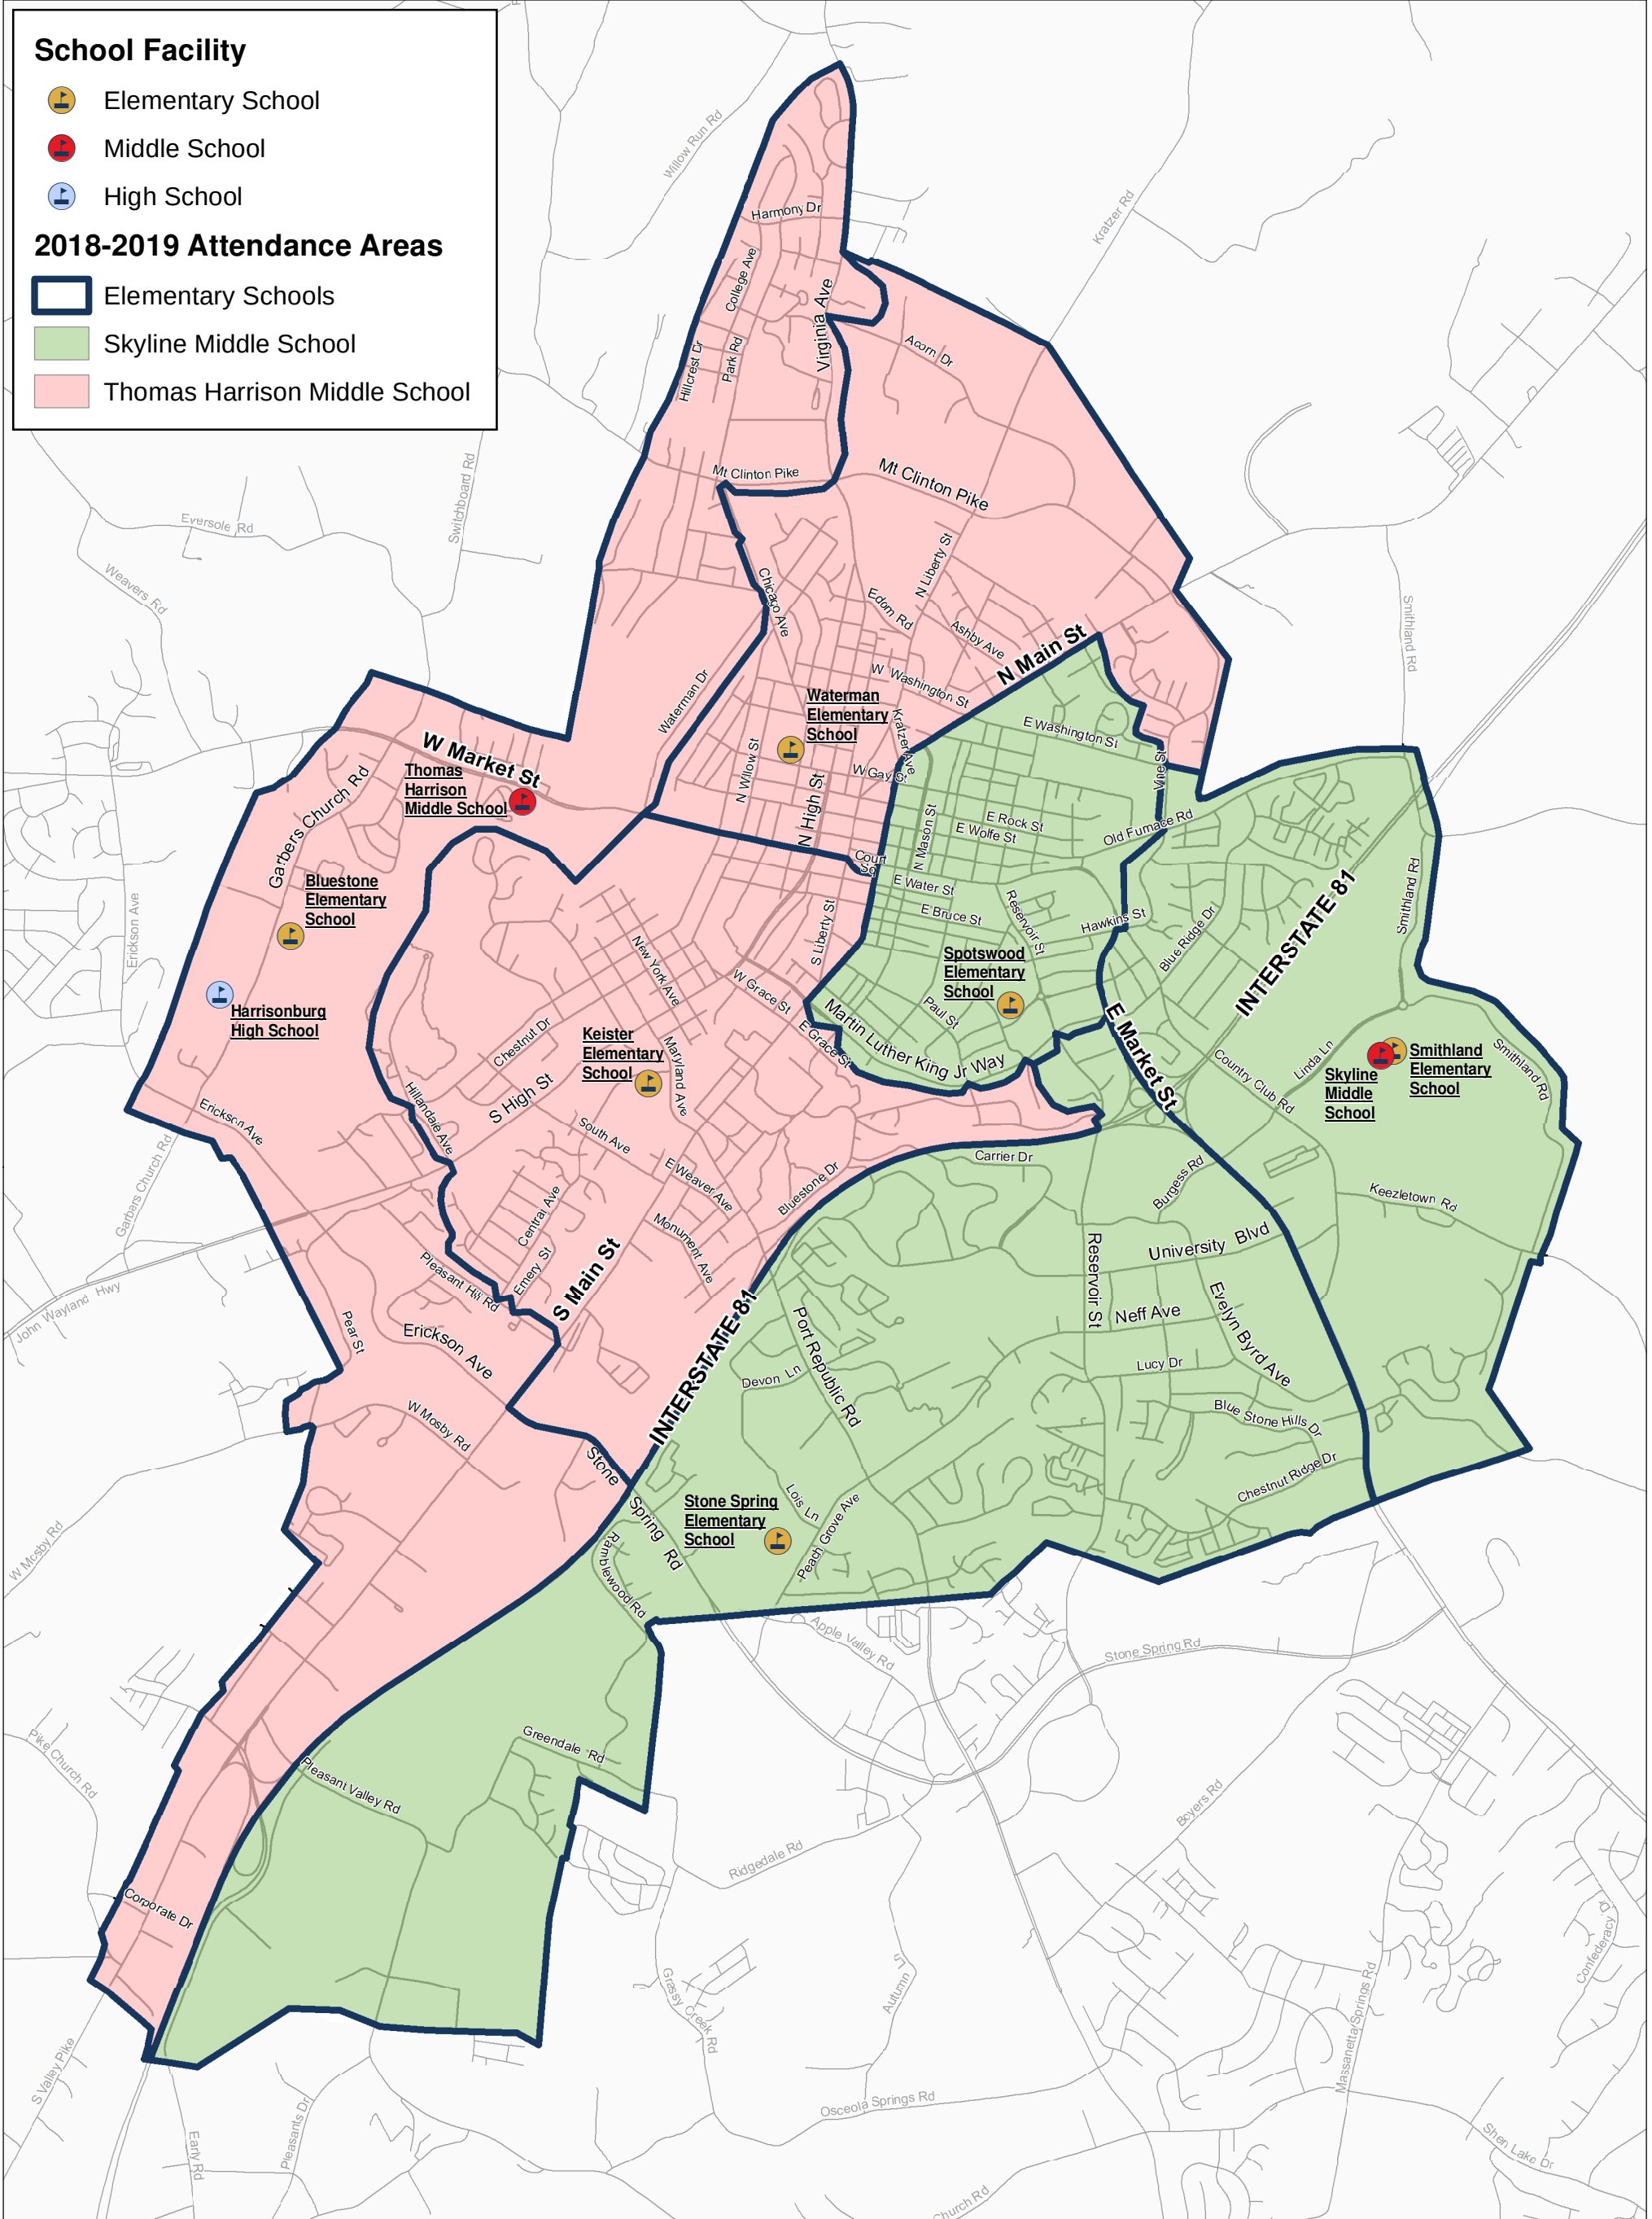 School Facility
Elementary School
Middle School
High School
2018-2019 Attendance Areas
Elementary Schools
Skyline Middle School
Thomas Harrison Middle School
Willow Run Rd
Kratzer Rd
Harmony Dr
College Ave
Virginia Ave
Acorn Dr
Hillcrest Dr
Park Rd
Mt Clinton Pike
Mt Clinton Pike
Switchboard Rd
Eversole Rd
Weavers Rd
Chicago Ave
N Liberty St
Edom Rd
Ashby Ave
N Main St
Smithland Rd
W Washington St
Waterman Dr
Waterman
Elementary
School
Kratzer Ave
E Washington St
W Market St
Thomas
Harrison
Middle School
N Willow St
W Gay St
N High St
Vine St
Garbers Church Rd
N Mason St
E Rock St
E Wolfe St
Old Furnace Rd
Court
Sq
Bluestone
Elementary
School
E Water St
E Bruce St
Reservoir St
Hawkins St
Blue Ridge Dr
INTERSTATE 81
Smithland Rd
Erickson Ave
S Liberty St
New York Ave
W Grace St
Spotswood
Elementary
School
Harrisonburg
High School
Paul St
Martin Luther King Jr Way
E Grace St
E Market St
Chestnut Dr
Keister
Elementary
School
Maryland Ave
Country Club Rd
Linda Ln
Skyline
Middle
School
Smithland
Elementary
School
Smithland Rd
Hillandale Ave
S High St
Erickson Ave
South Ave
Garbers Church Rd
E Weaver Ave
Bluestone Dr
Carrier Dr
Burgess Rd
Keezletown Rd
Central Ave
Monument Ave
University Blvd
Reservoir St
Pleasant Hill Rd
Emery St
S Main St
John Wayland Hwy
Pear St
Erickson Ave
INTERSTATE 81
Port Republic Rd
Neff Ave
Evelyn Byrd Ave
Devon Ln
Lucy Dr
W Mosby Rd
Blue Stone Hills Dr
Stone Spring Rd
Chestnut Ridge Dr
Stone Spring
Elementary
School
Lois Ln
Peach Grove Ave
W Mosby Rd
Ramblewood Rd
Apple Valley Rd
Stone Spring Rd
Greendale Rd
Pike Church Rd
Pleasant Valley Rd
Boyers Rd
Ridgedale Rd
Corporate Dr
Confederacy D
Grassy Creek Rd
Autumn Ln
Massanetta Springs Rd
S Valley Pike
Osceola Springs Rd
Pleasants Dr
Early Rd
Shen Lake Dr
Church Rd